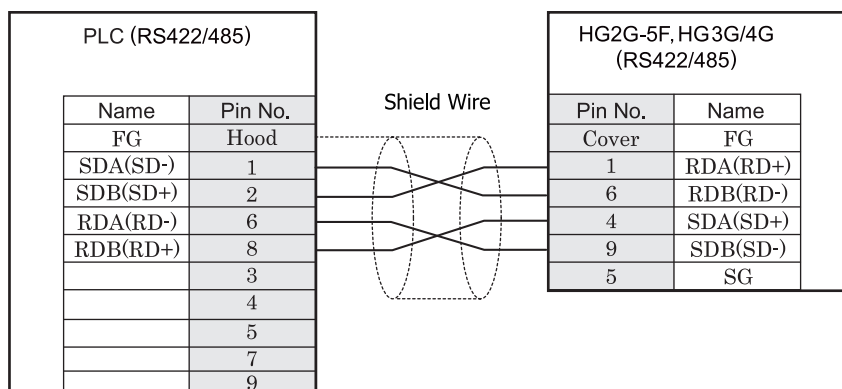 PLC (RS422/485)
Name Pin No.
FG Hood
SDA(SD-) 1
SDB(SD+) 2
RDA(RD-) 6
RDB(RD+) 8
3
4
5
7
9
Shield Wire
HG2G-5F, HG3G/4G
(RS422/485)
Pin No. Name
Cover FG
1 RDA(RD+)
6 RDB(RD-)
4 SDA(SD+)
9 SDB(SD-)
5 SG